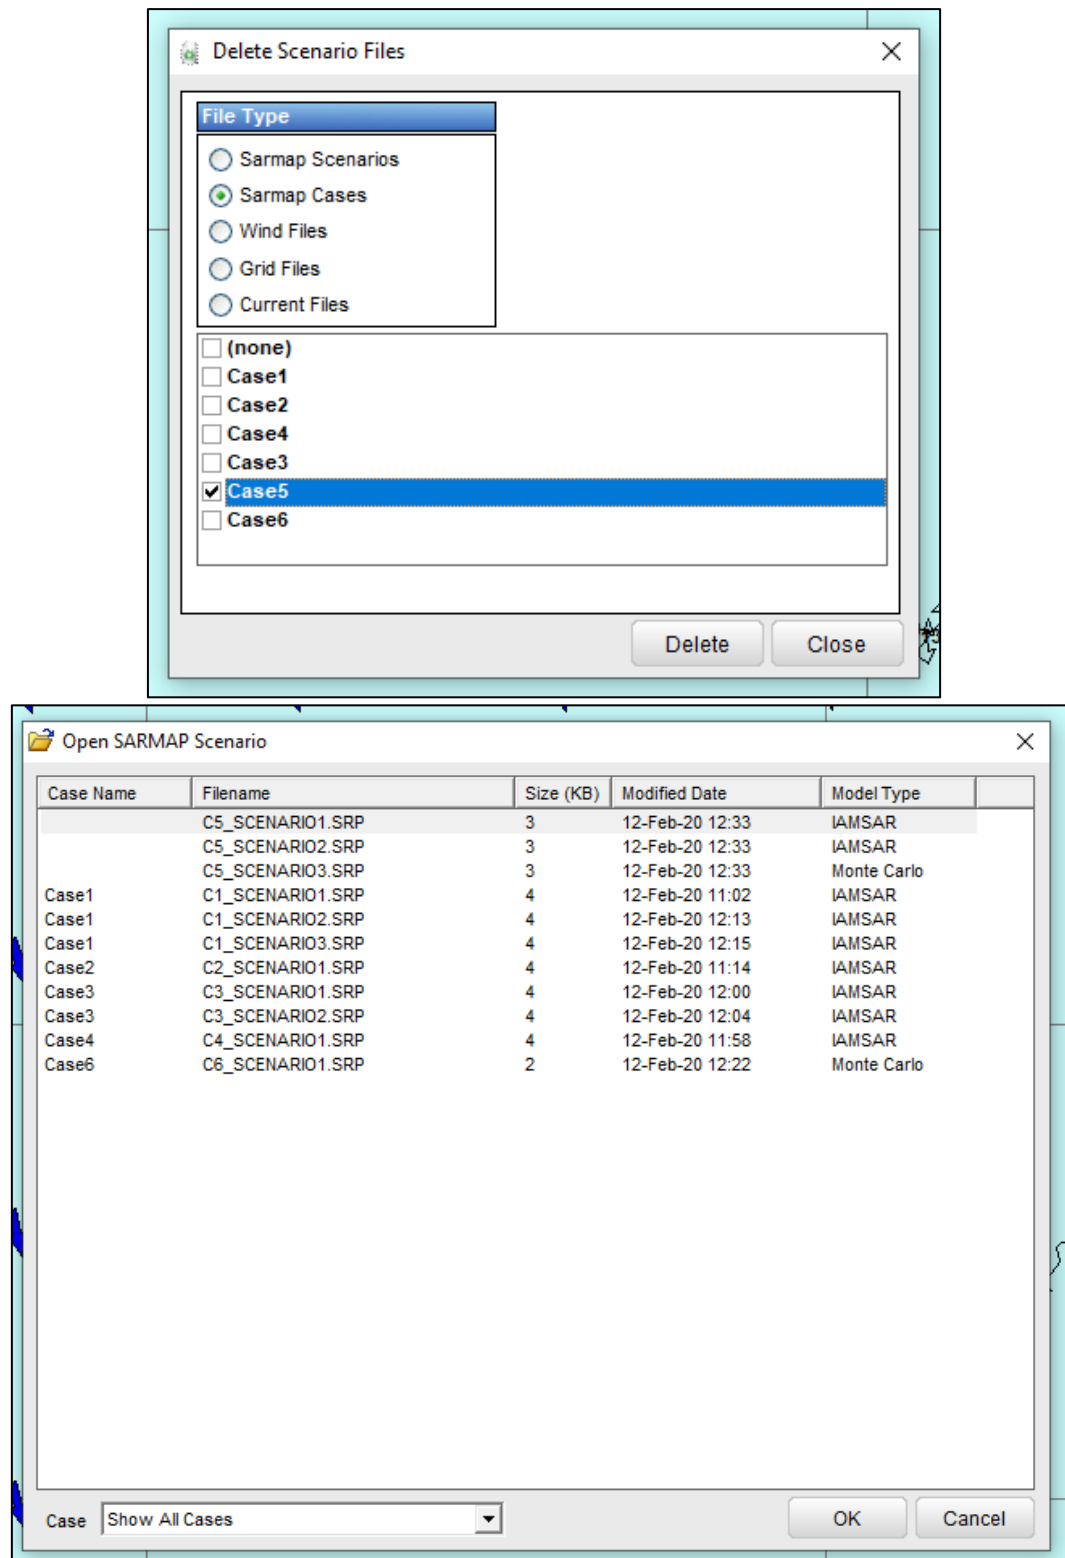 Delete Scenario Files
File Type
Sarmap Scenarios
Sarmap Cases
Wind Files
Grid Files
Current Files
(none)
Case1
Case2
Case4
Case3
Case5
Case6
Delete Close
Open SARMAP Scenario
Case Name Filename Size (KB) Modified Date Model Type
C5_SCENARIO1.SRP 3 12-Feb-20 12:33 IAMSAR
C5_SCENARIO2.SRP 3 12-Feb-20 12:33 IAMSAR
C5_SCENARIO3.SRP 3 12-Feb-20 12:33 Monte Carlo
Case1 C1_SCENARIO1.SRP 4 12-Feb-20 11:02 IAMSAR
Case1 C1_SCENARIO2.SRP 4 12-Feb-20 12:13 IAMSAR
Case1 C1_SCENARIO3.SRP 4 12-Feb-20 12:15 IAMSAR
Case2 C2_SCENARIO1.SRP 4 12-Feb-20 11:14 IAMSAR
Case3 C3_SCENARIO1.SRP 4 12-Feb-20 12:00 IAMSAR
Case3 C3_SCENARIO2.SRP 4 12-Feb-20 12:04 IAMSAR
Case4 C4_SCENARIO1.SRP 4 12-Feb-20 11:58 IAMSAR
Case6 C6_SCENARIO1.SRP 2 12-Feb-20 12:22 Monte Carlo
Case Show All Cases OK Cancel